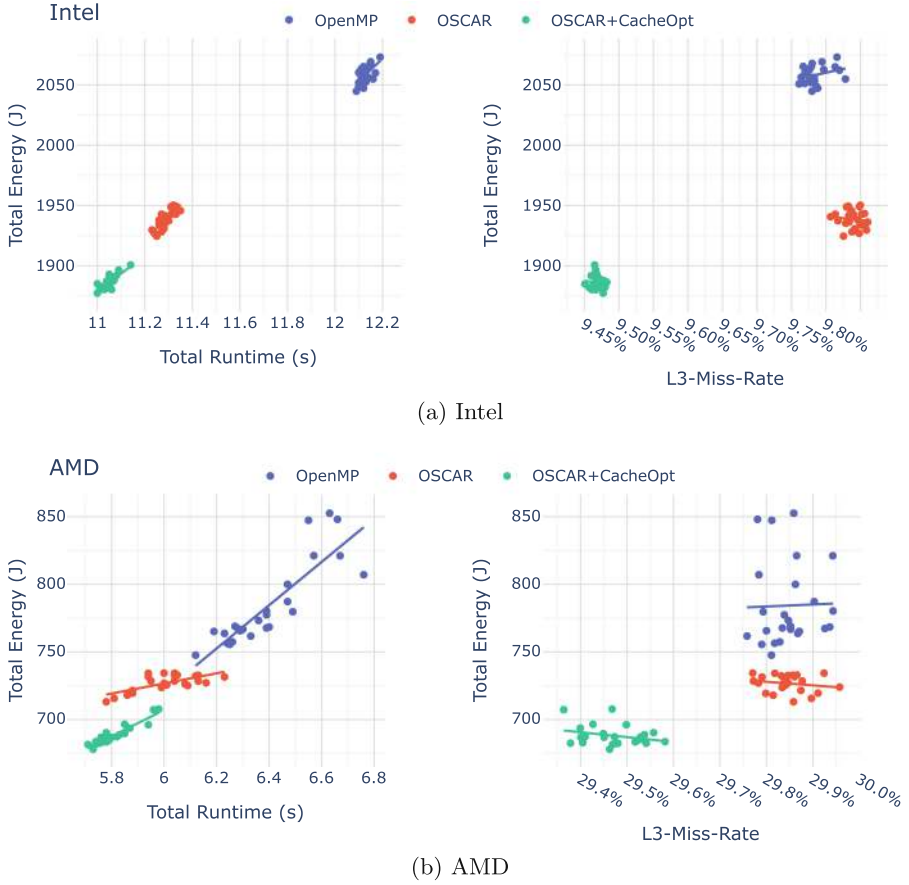 Intel
OpenMP OSCAR OSCAR+CacheOpt
2050
2000
1950
1900
Total Energy (J)
11 11.2 11.4 11.6 11.8 12 12.2
Total Runtime (s)
2050
2000
1950
1900
Total Energy (J)
9.45% 9.50% 9.55% 9.60% 9.65% 9.70% 9.75% 9.80%
L3-Miss-Rate
(a) Intel
AMD
OpenMP OSCAR OSCAR+CacheOpt
850
800
750
700
Total Energy (J)
5.8 6 6.2 6.4 6.6 6.8
Total Runtime (s)
850
800
750
700
Total Energy (J)
29.4% 29.5% 29.6% 29.7% 29.8% 29.9% 30.0%
L3-Miss-Rate
(b) AMD